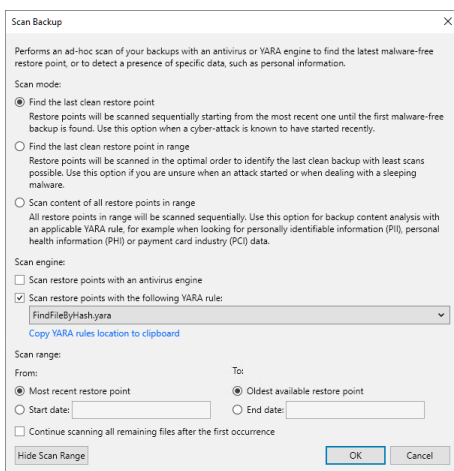 Scan Backup
Performs an ad-hoc scan of your backups with an antivirus or YARA engine to find the latest malware-free
restore point, or to detect a presence of specific data, such as personal information.
Scan mode:
Find the last clean restore point
Restore points will be scanned sequentially starting from the most recent one until the first malware-free
backup is found. Use this option when a cyber-attack is known to have started recently.
Find the last clean restore point in range
Restore points will be scanned in the optimal order to identify the last clean backup with least scans
possible. Use this option if you are unsure when an attack started or when dealing with a sleeping
malware.
Scan content of all restore points in range
All restore points in range will be scanned sequentially. Use this option for backup content analysis with
an applicable YARA rule, for example when looking for personally identifiable information (PII), personal
health information (PHI) or payment card industry (PCI) data.
Scan engine:
Scan restore points with an antivirus engine
Scan restore points with the following YARA rule:
FindFileByHash.yara
Copy YARA rules location to clipboard
Scan range:
From: To:
Most recent restore point Oldest available restore point
Start date: End date:
Continue scanning all remaining files after the first occurrence
Hide Scan Range OK Cancel